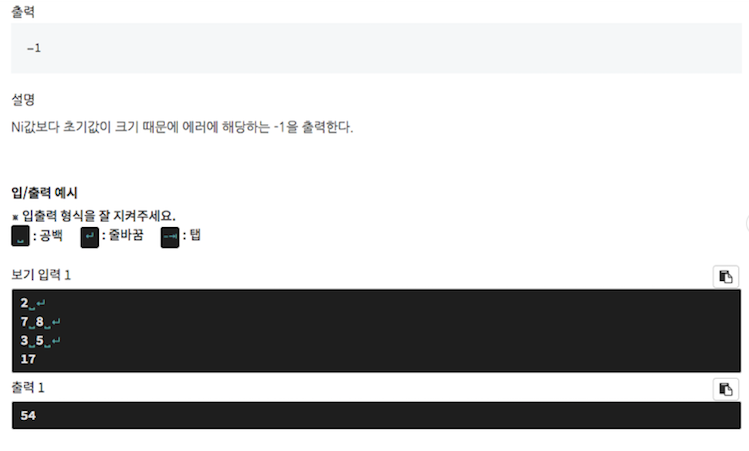 출력
-1
설명
Ni값보다 초기값이 크기 때문에 에러에 해당하는 -1을 출력한다.
입/출력 예시
※ 입출력 형식을 잘 지켜주세요.
␣ : 공백 ↵ : 줄바꿈 ⇥ : 탭
보기 입력 1
2␣↵
7␣8␣↵
3␣5␣↵
17
출력 1
54